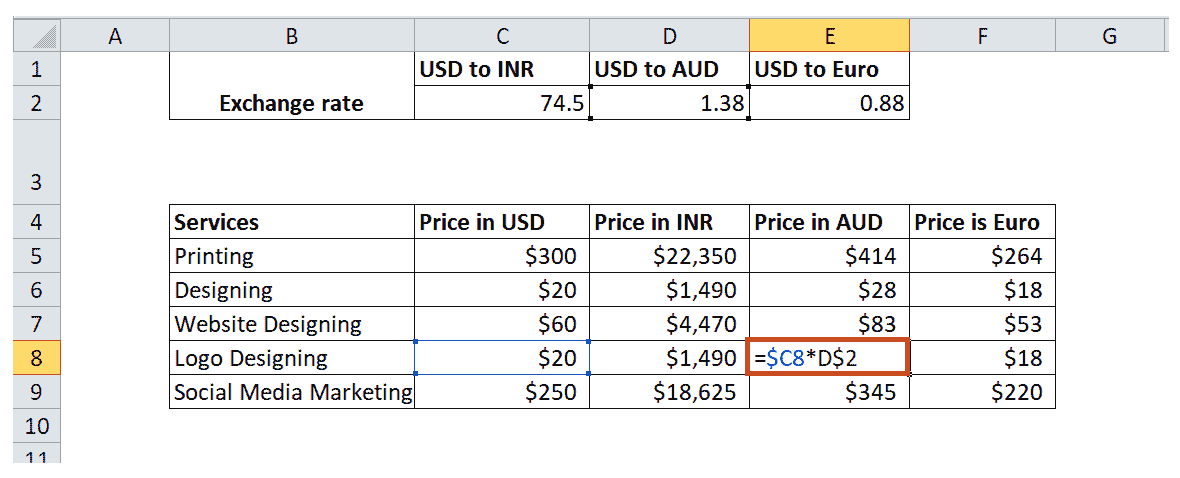 A B C D E F G
1 USD to INR USD to AUD USD to Euro
2 Exchange rate 74.5 1.38 0.88
3
4 Services Price in USD Price in INR Price in AUD Price is Euro
5 Printing $300 $22,350 $414 $264
6 Designing $20 $1,490 $28 $18
7 Website Designing $60 $4,470 $83 $53
8 Logo Designing $20 $1,490 =$C8*D$2 $18
9 Social Media Marketing $250 $18,625 $345 $220
10
11